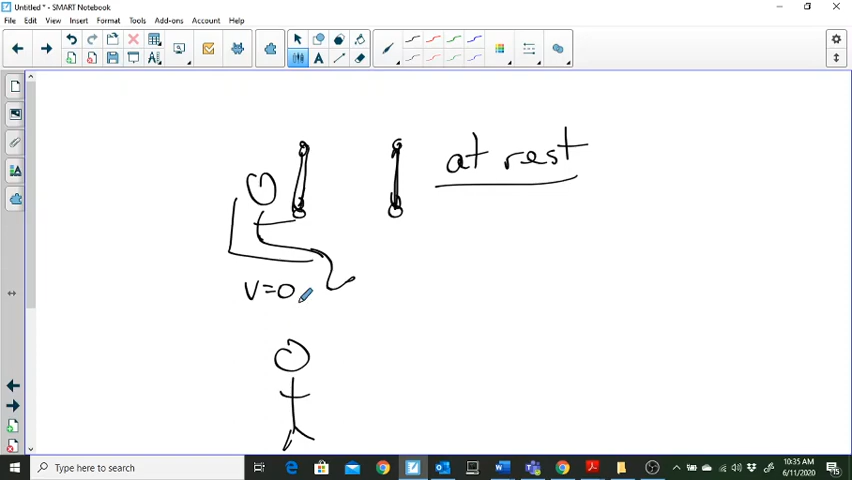 Untitled * - SMART Notebook
File Edit View Insert Format Tools Add-ons Account Help
at rest
v=0
Type here to search
10:35 AM
6/11/2020